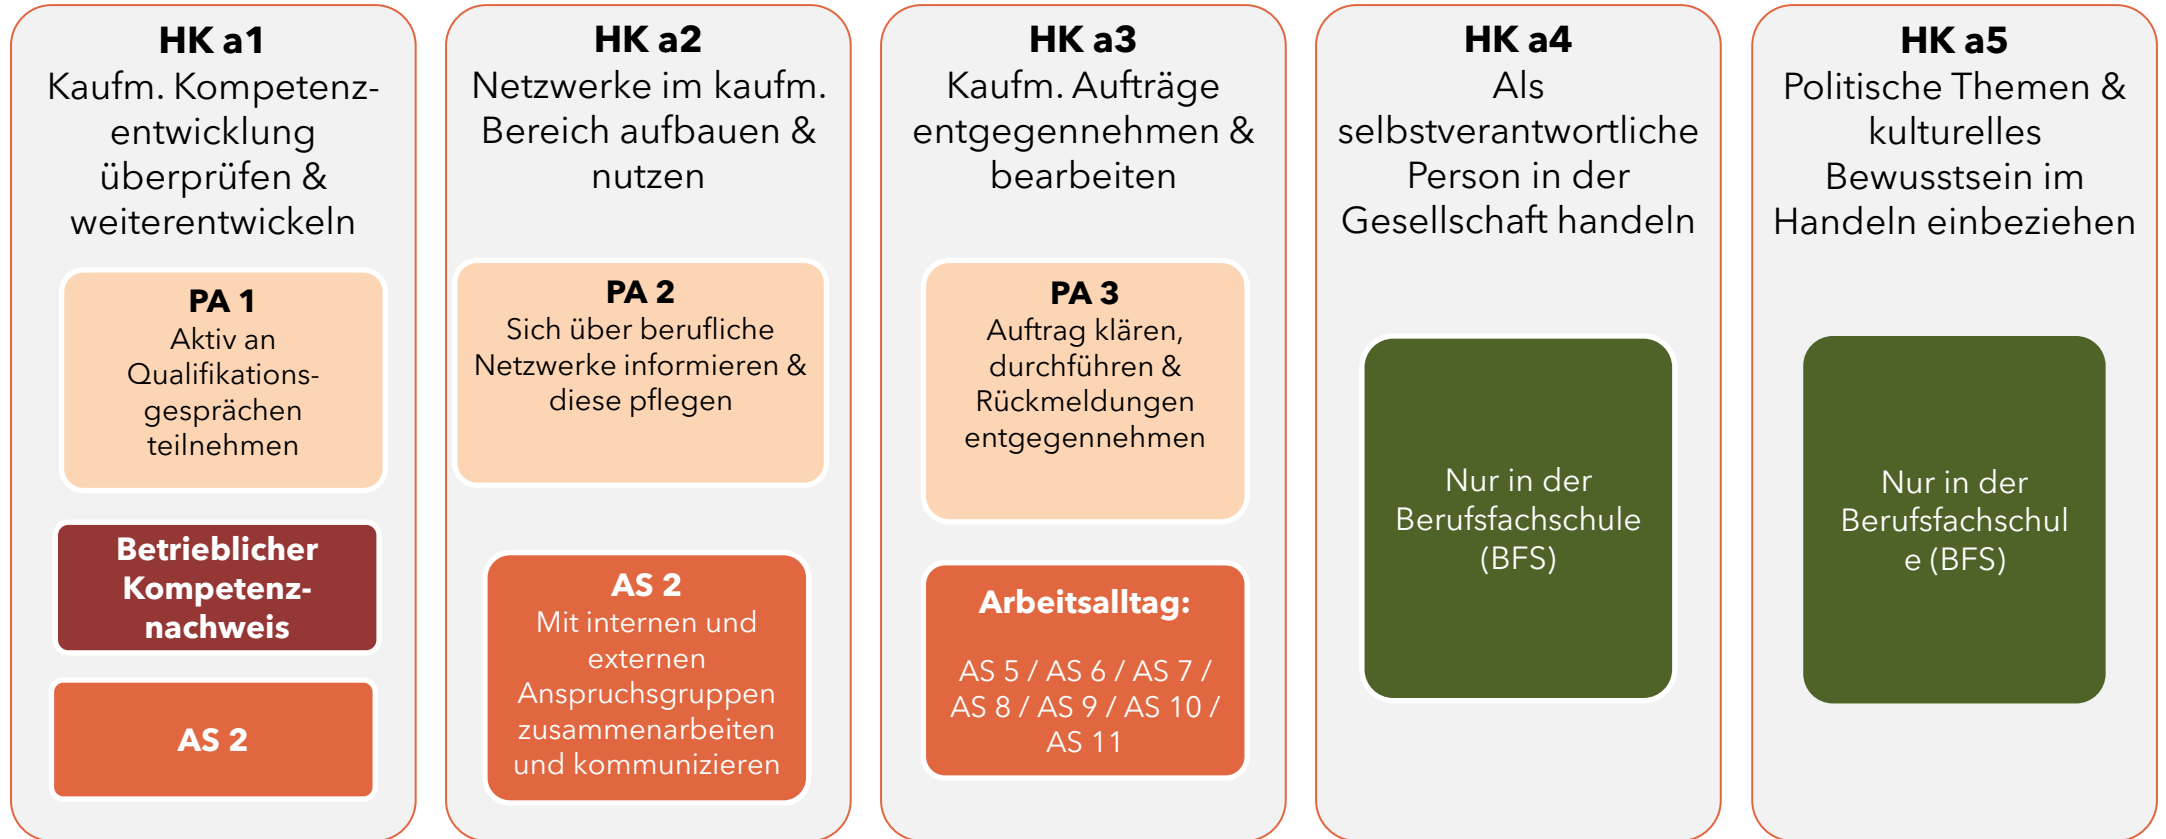 HK a1
Kaufm. Kompetenz-
entwicklung
überprüfen &
weiterentwickeln
PA 1
Aktiv an
Qualifikations-
gesprächen
teilnehmen
Betrieblicher
Kompetenz-
nachweis
AS 2
HK a2
Netzwerke im kaufm.
Bereich aufbauen &
nutzen
PA 2
Sich über berufliche
Netzwerke informieren &
diese pflegen
AS 2
Mit internen und
externen
Anspruchsgruppen
zusammenarbeiten
und kommunizieren
HK a3
Kaufm. Aufträge
entgegennehmen &
bearbeiten
PA 3
Auftrag klären,
durchführen &
Rückmeldungen
entgegennehmen
Arbeitsalltag:
AS 5 / AS 6 / AS 7 /
AS 8 / AS 9 / AS 10 /
AS 11
HK a4
Als
selbstverantwortliche
Person in der
Gesellschaft handeln
Nur in der
Berufsfachschule
(BFS)
HK a5
Politische Themen &
kulturelles
Bewusstsein im
Handeln einbeziehen
Nur in der
Berufsfachschul
e (BFS)